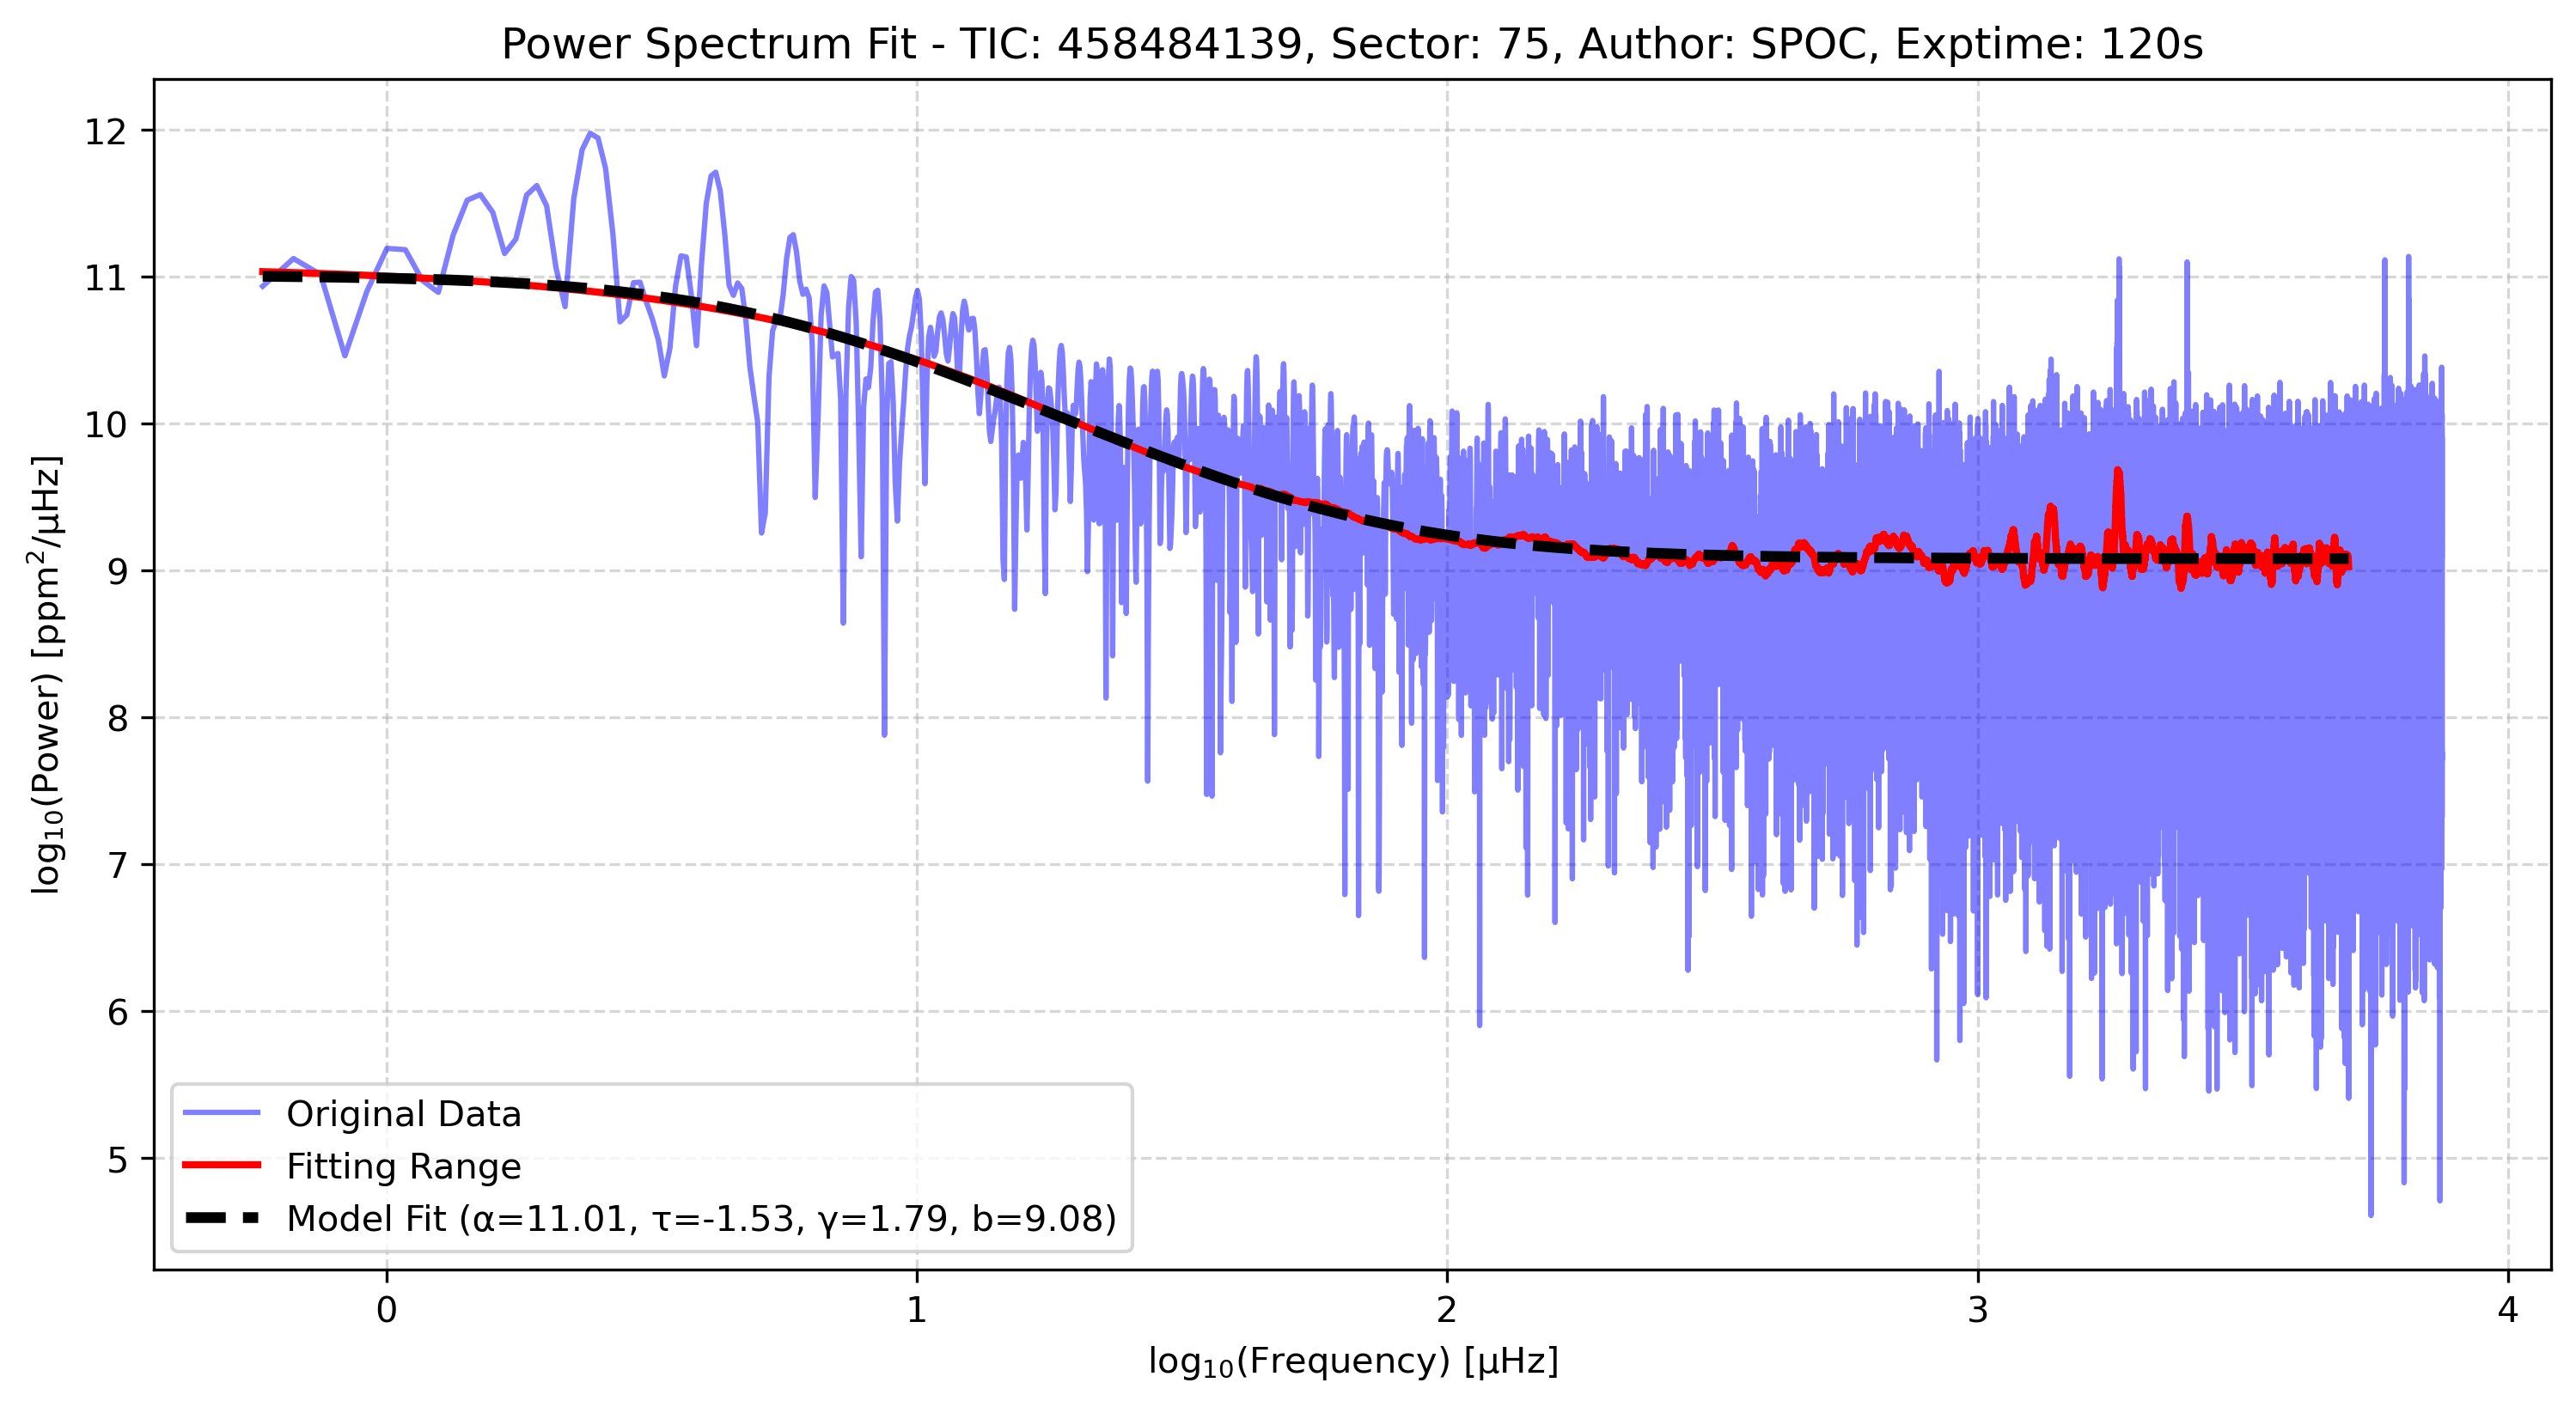 Power Spectrum Fit - TIC: 458484139, Sector: 75, Author: SPOC, Exptime: 120s
log₁₀(Power) [ppm²/μHz]
12
11
10
9
8
7
6
5
Original Data
Fitting Range
Model Fit (α=11.01, τ=-1.53, γ=1.79, b=9.08)
0 1 2 3 4
log₁₀(Frequency) [μHz]